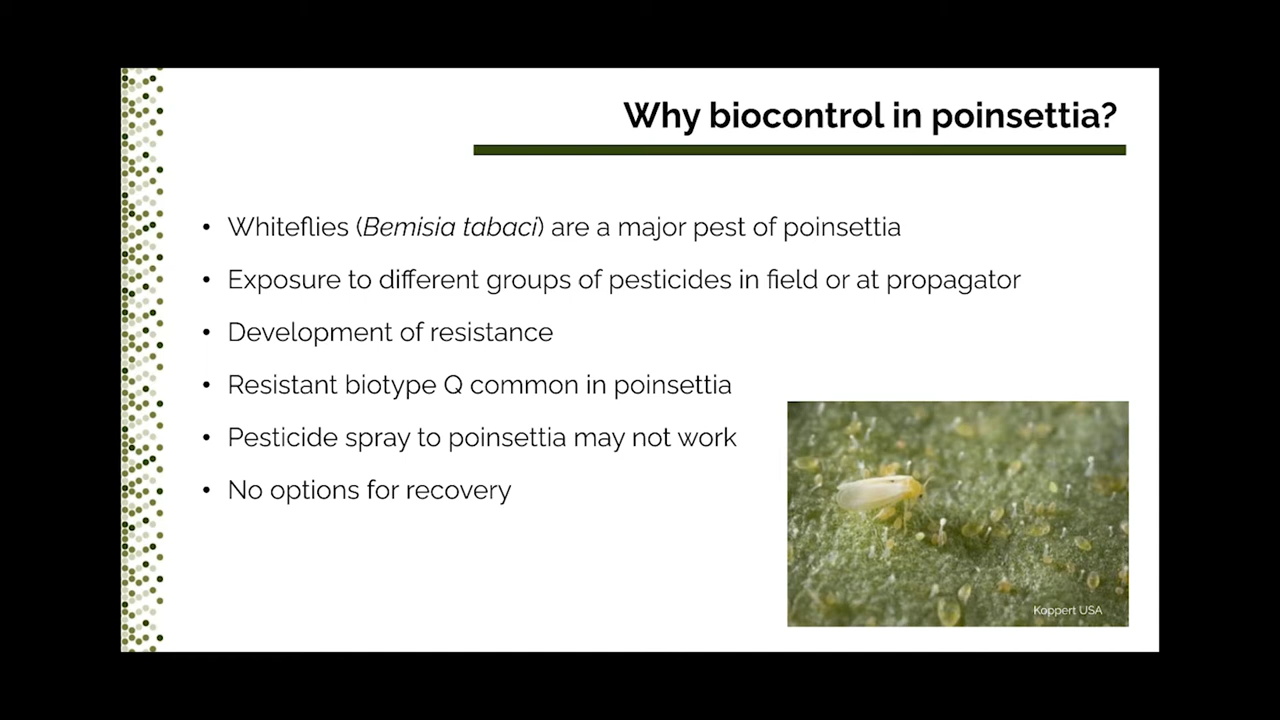 Why biocontrol in poinsettia?
• Whiteflies (Bemisia tabaci) are a major pest of poinsettia
• Exposure to different groups of pesticides in field or at propagator
• Development of resistance
• Resistant biotype Q common in poinsettia
• Pesticide spray to poinsettia may not work
• No options for recovery
Koppert USA